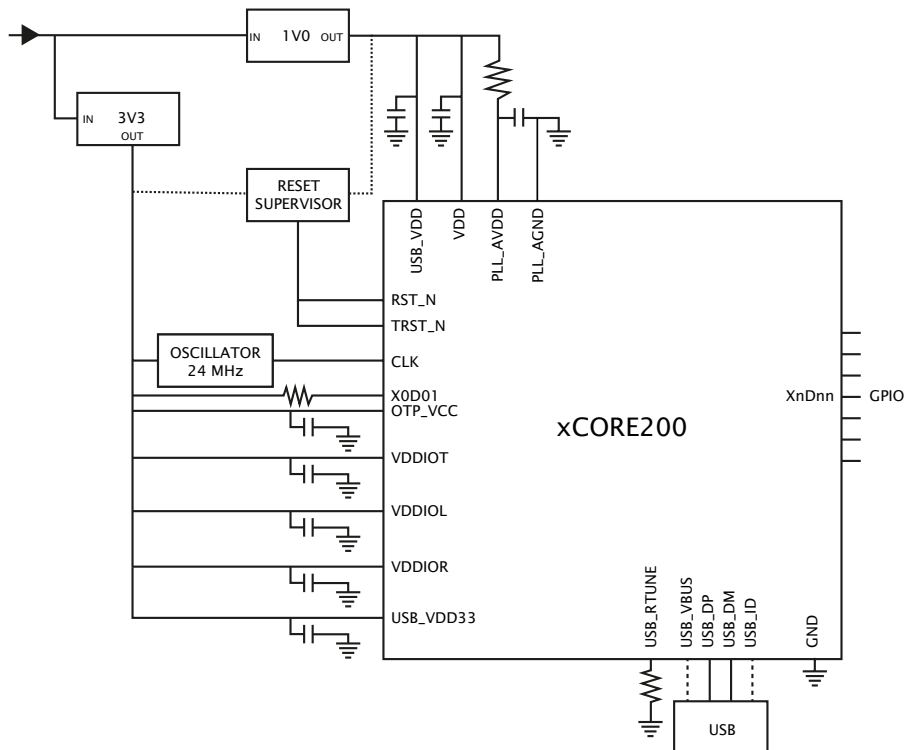 IN 1V0 OUT
IN 3V3
OUT
RESET
SUPERVISOR
USB_VDD
VDD
PLL_AVDD
PLL_AGND
RST_N
TRST_N
OSCILLATOR
24 MHz
CLK
X0D01
OTP_VCC
XnDnn GPIO
xCORE200
VDDIOT
VDDIOL
VDDIOR
USB_VDD33
USB_RTUNE
USB_VBUS
USB_DP
USB_DM
USB_ID
GND
USB